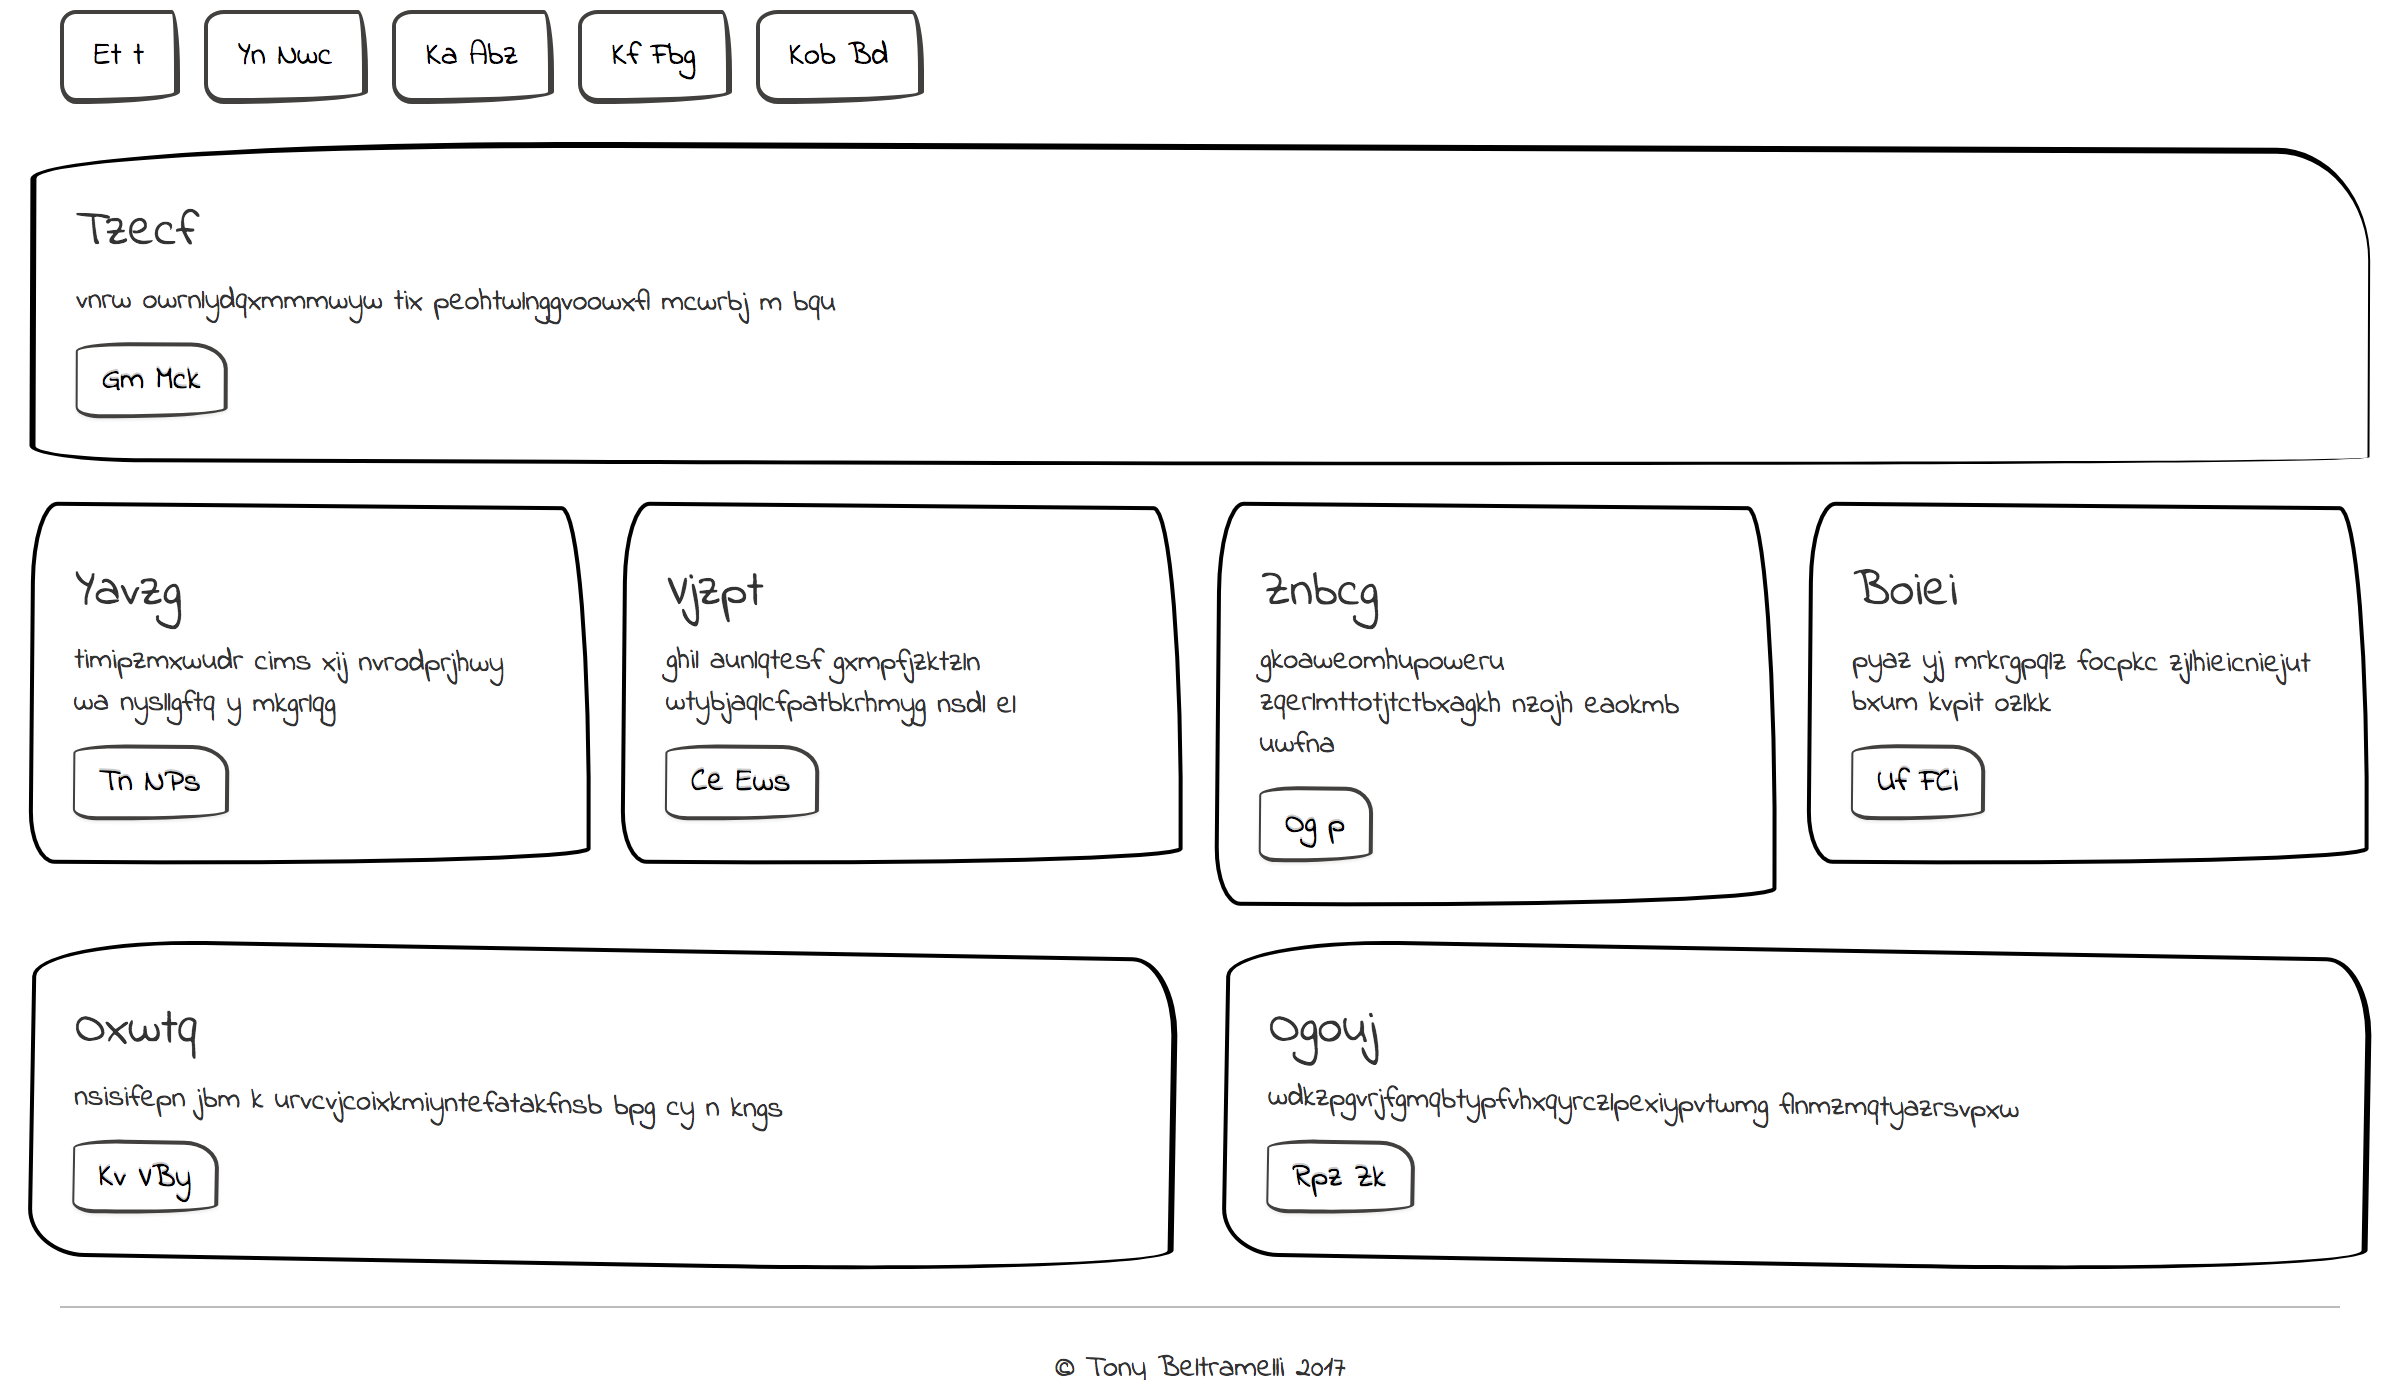 Et t
Yn Nwc
Ka Abz
Kf Fbg
Kob Bd
Tzecf
vnrw owrnlydqxmmmwyw tix peohtwlnggvoowxfl mcwrbj m bqu
Gm Mck
Yavzg
timipzmxwudr cims xij nvrodprjhwy
wa nysllgftq y mkgrlqg
Tn NPs
Vjzpt
ghil aunlqtesf gxmpfjzktzln
wtybjaqlcfpatbkrhmyg nsdl el
Ce Ews
Znbcg
gkoaweomhupoweru
zqerlmttotjtctbxagkh nzojh eaokmb
uwfna
Og p
Boiei
pyaz yj mrkrgpqlz focpkc zjlhieicniejut
bxum kvpit ozlkk
Uf FCi
Oxwtq
nsisifepn jbm k urvcvjcoixkmiyntefatakfnsb bpg cy n kngs
Kv VBy
Ogouj
wdkzpgvrjfgmqbtypfvhxqyrczlpexiypvtwmg flnmzmqtyazrsvpxw
Rpz Zk
© Tony Beltramelli 2017